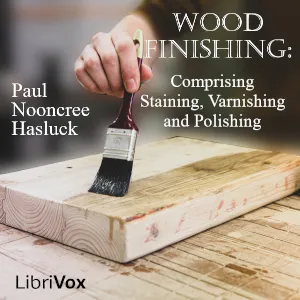 WOOD
FINISHING:
Comprising
Staining, Varnishing
and Polishing
Paul
Nooncree
Hasluck
LibriVox